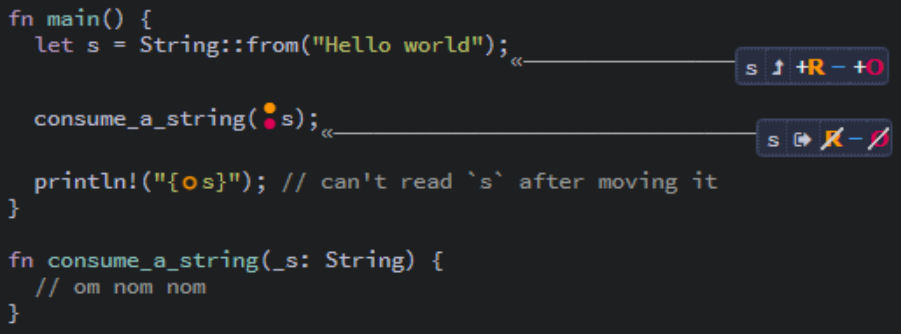 fn main() {
let s = String::from("Hello world");
« s ↱ +R – +O
consume_a_string(s);
« s R – O
println!("{s}"); // can't read `s` after moving it
}
fn consume_a_string(_s: String) {
// om nom nom
}